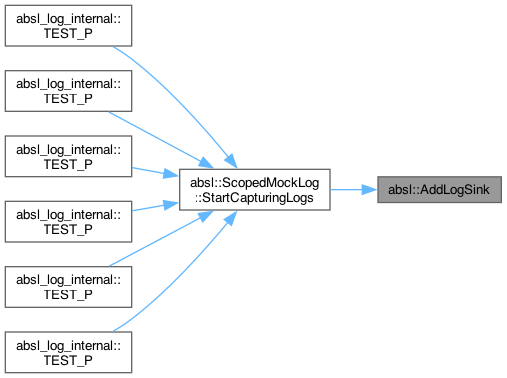 absl_log_internal::
TEST_P
absl_log_internal::
TEST_P
absl_log_internal::
TEST_P
absl_log_internal::
TEST_P
absl_log_internal::
TEST_P
absl_log_internal::
TEST_P
absl::ScopedMockLog
::StartCapturingLogs
absl::AddLogSink